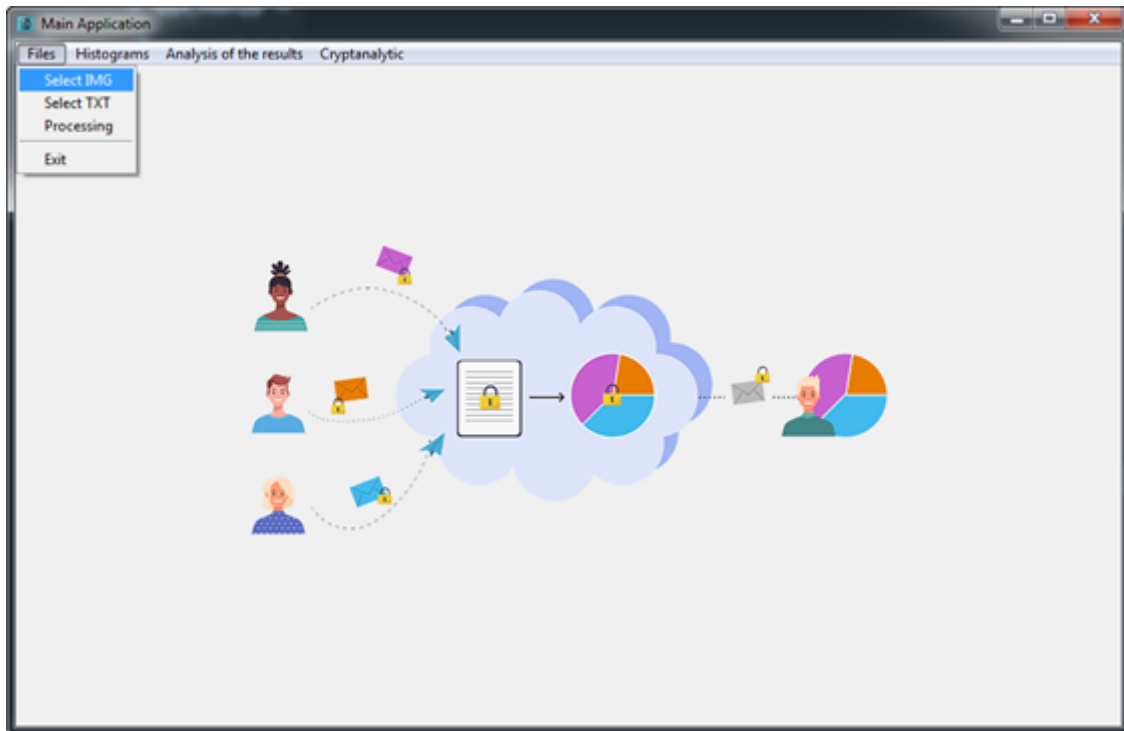 Main Application
Files Histograms Analysis of the results Cryptanalytic
Select IMG
Select TXT
Processing
Exit